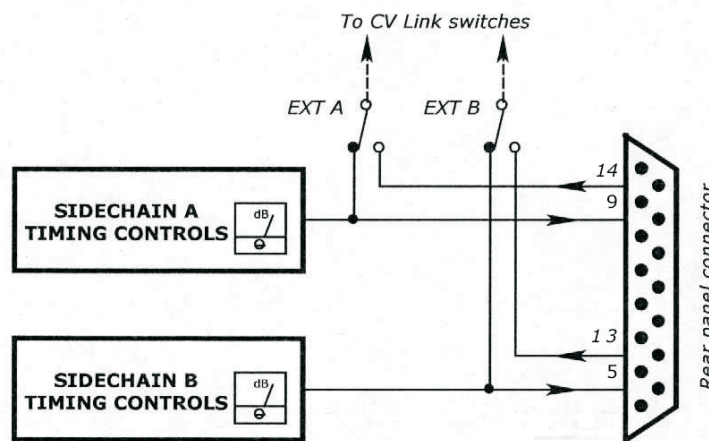 To CV Link switches
EXT A
EXT B
14
9
SIDECHAIN A
TIMING CONTROLS
dB
13
5
SIDECHAIN B
TIMING CONTROLS
dB
Rear panel connector